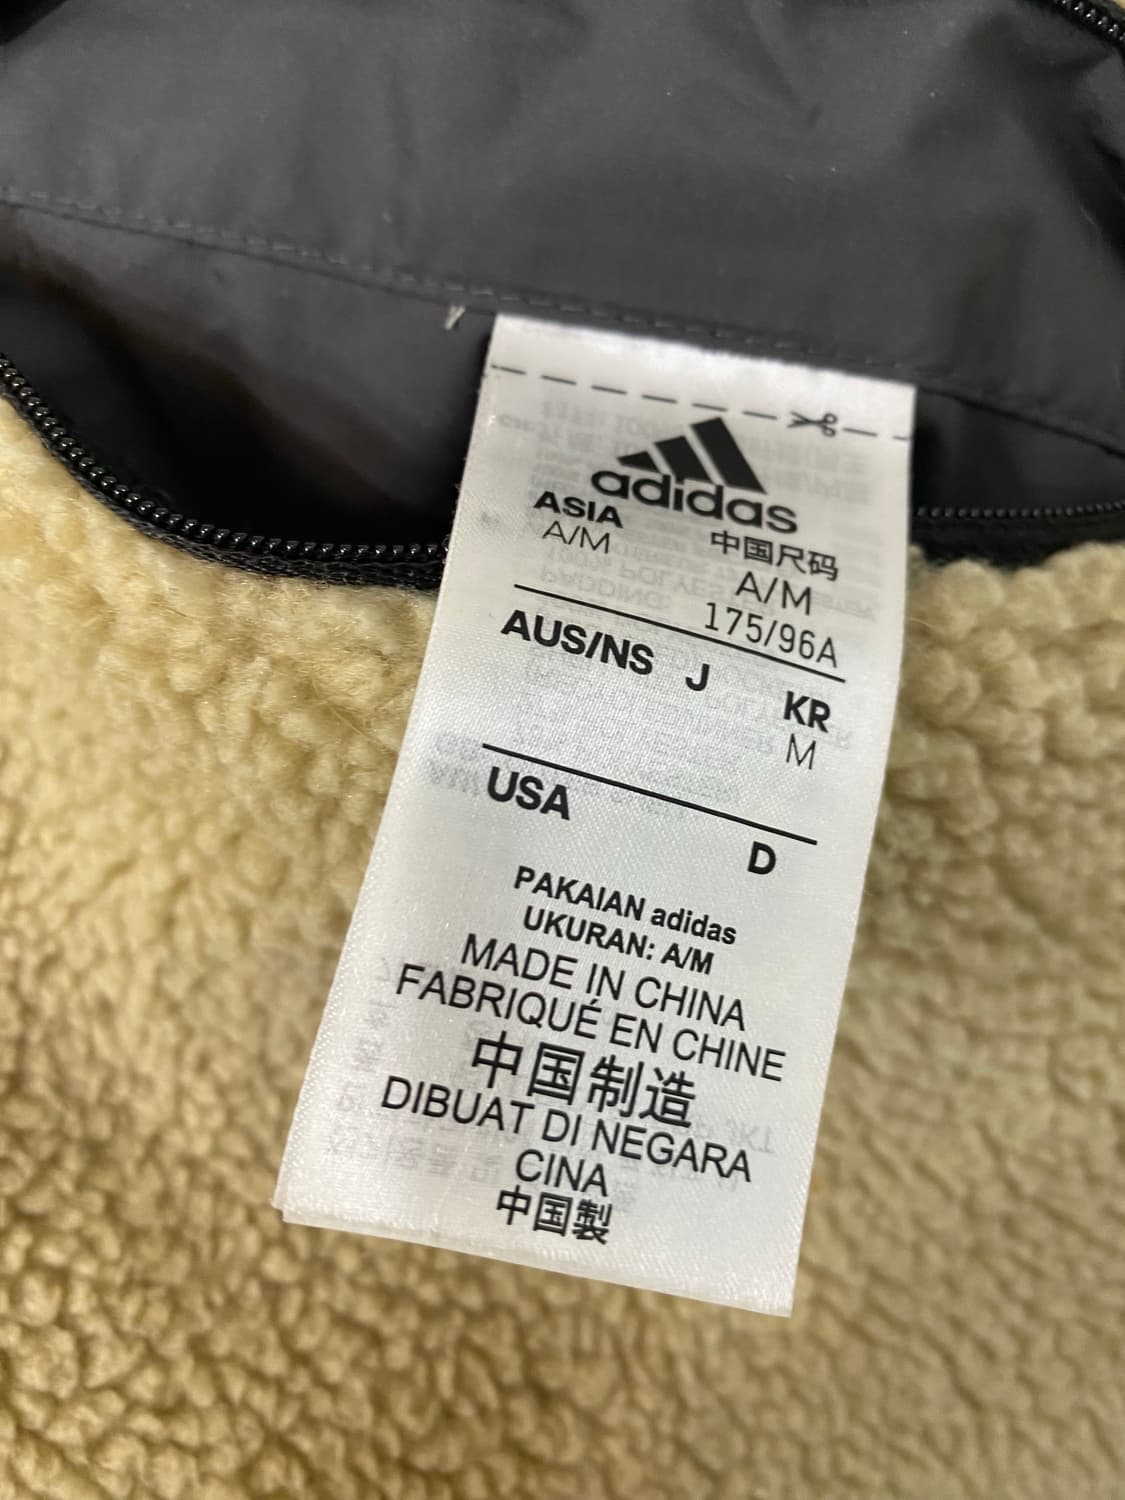 adidas
ASIA 中国尺码
A/M A/M
175/96A
AUS/NS J KR
M
USA D
PAKAIAN adidas
UKURAN: A/M
MADE IN CHINA
FABRIQUÉ EN CHINE
中国制造
DIBUAT DI NEGARA
CINA
中国製